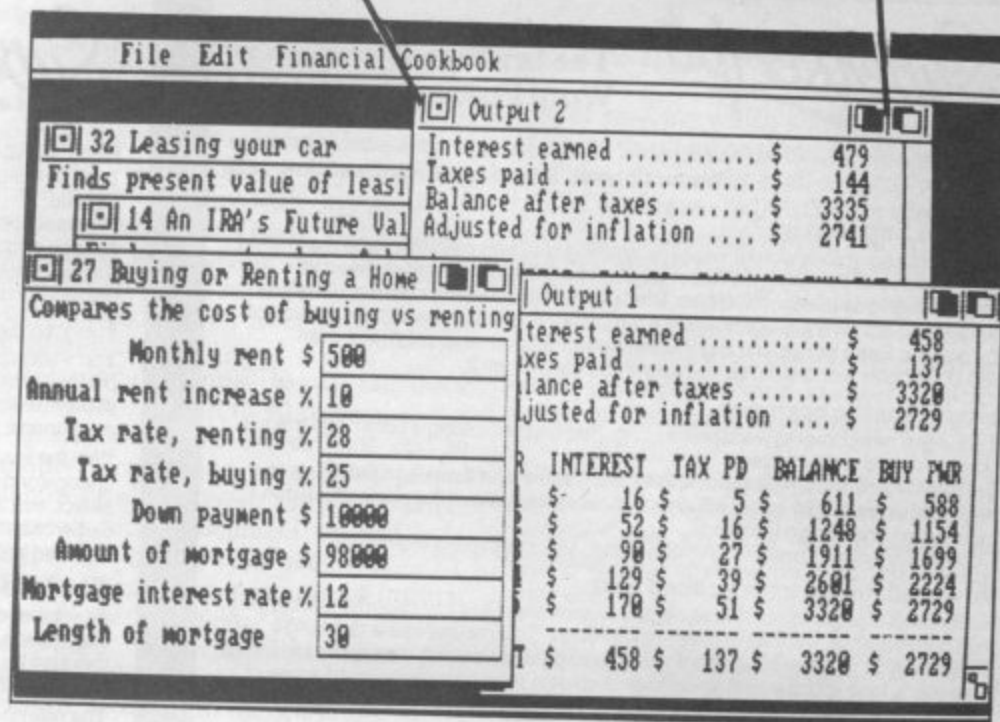 File Edit Financial Cookbook
Output 2
Interest earned ........... $ 479
Taxes paid ................ $ 144
Balance after taxes ....... $ 3335
Adjusted for inflation .... $ 2741
32 Leasing your car
Finds present value of leasi
14 An IRA's Future Val
27 Buying or Renting a Home
Compares the cost of buying vs renting
Monthly rent $ 500
Annual rent increase % 10
Tax rate, renting % 28
Tax rate, buying % 25
Down payment $ 10000
Amount of mortgage $ 98000
Mortgage interest rate % 12
Length of mortgage 30
Output 1
terest earned ............ $ 458
xes paid ................. $ 137
lance after taxes ....... $ 3320
justed for inflation .... $ 2729
R INTEREST TAX PD BALANCE BUY PWR
$ 16 $ 5 $ 611 $ 588
$ 52 $ 16 $ 1248 $ 1154
$ 90 $ 27 $ 1911 $ 1699
$ 129 $ 39 $ 2601 $ 2224
$ 170 $ 51 $ 3320 $ 2729
T $ 458 $ 137 $ 3320 $ 2729